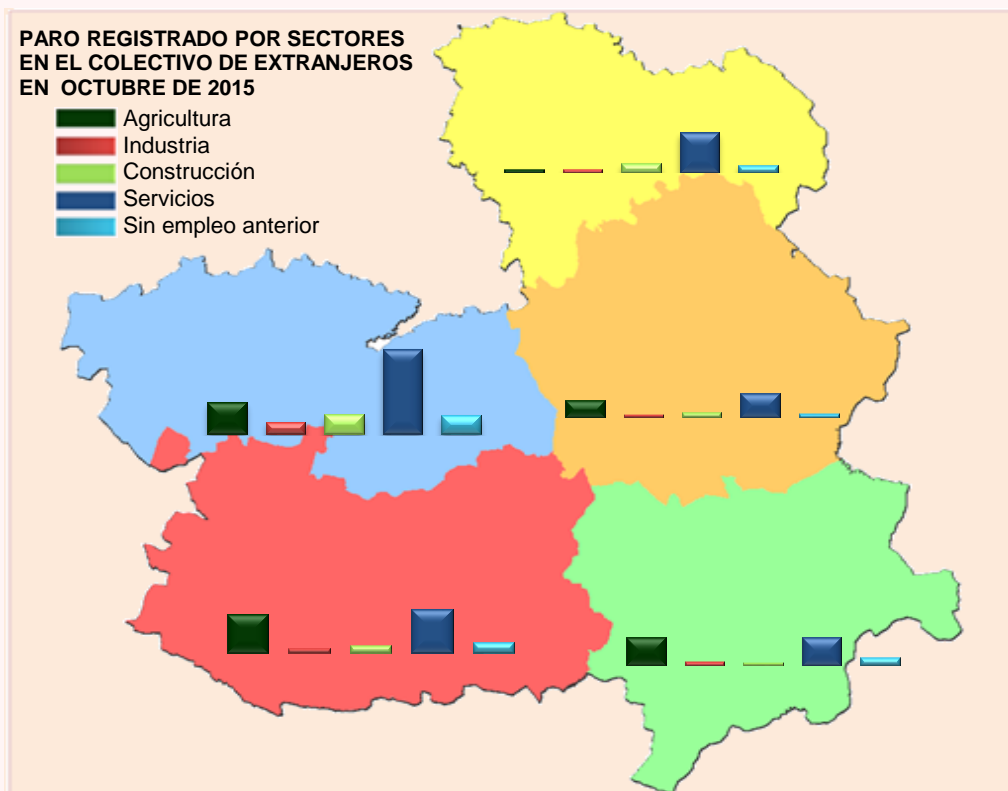 PARO REGISTRADO POR SECTORES
EN EL COLECTIVO DE EXTRANJEROS
EN OCTUBRE DE 2015
Agricultura
Industria
Construcción
Servicios
Sin empleo anterior